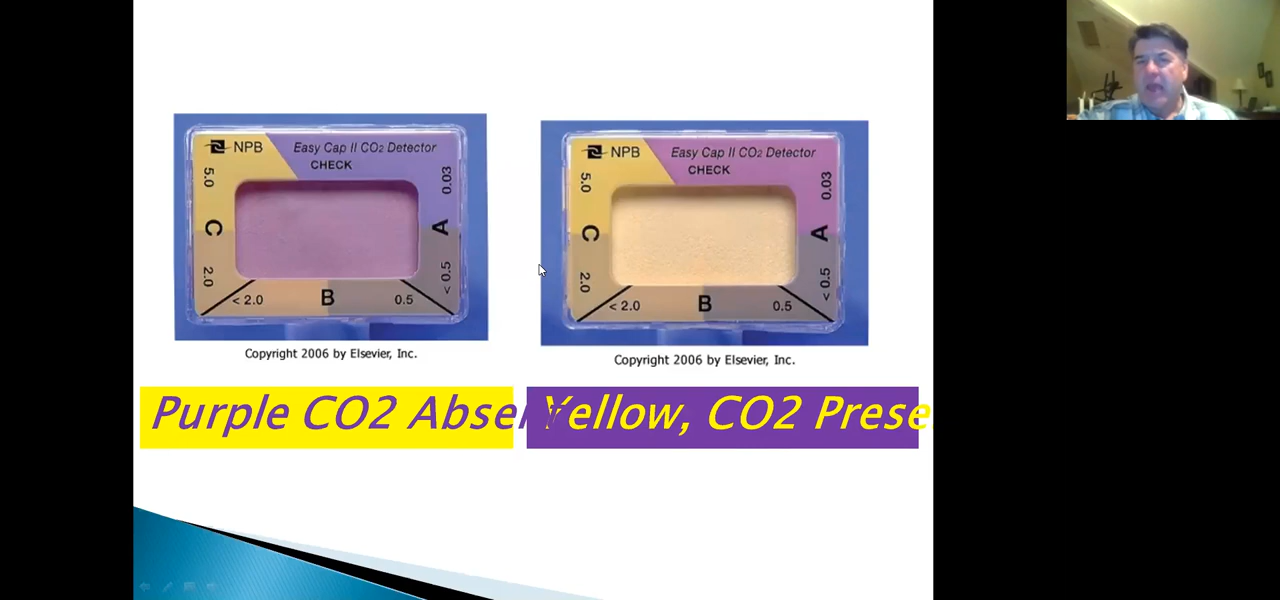 NPB
Easy Cap II CO2 Detector
CHECK
5.0
0.03
C
A
2.0
< 0.5
< 2.0
B
0.5
Copyright 2006 by Elsevier, Inc.
NPB
Easy Cap II CO2 Detector
CHECK
5.0
0.03
C
A
2.0
< 0.5
< 2.0
B
0.5
Copyright 2006 by Elsevier, Inc.
Purple CO2
Yellow, CO2